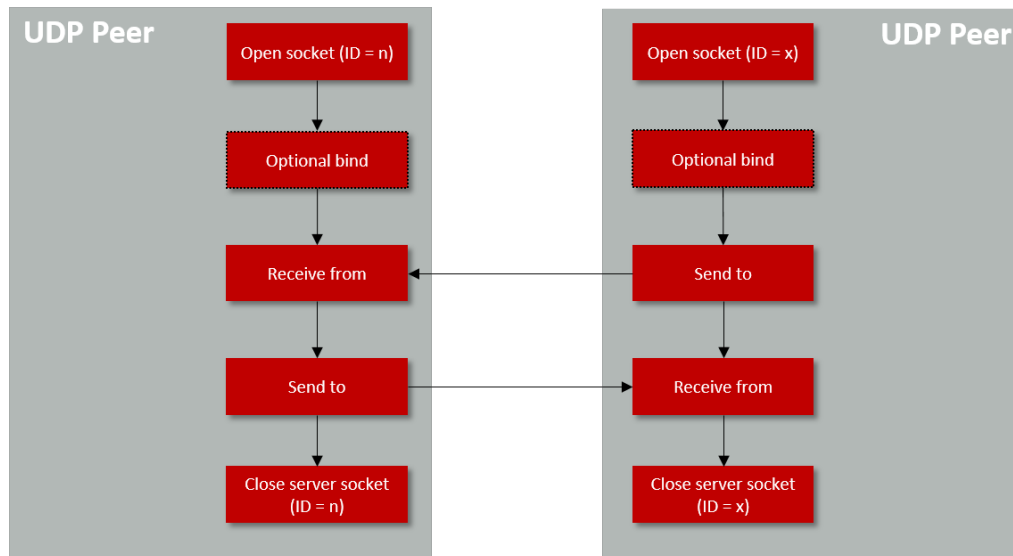 UDP Peer
Open socket (ID = n)
Optional bind
Receive from
Send to
Close server socket
(ID = n)
UDP Peer
Open socket (ID = x)
Optional bind
Send to
Receive from
Close server socket
(ID = x)